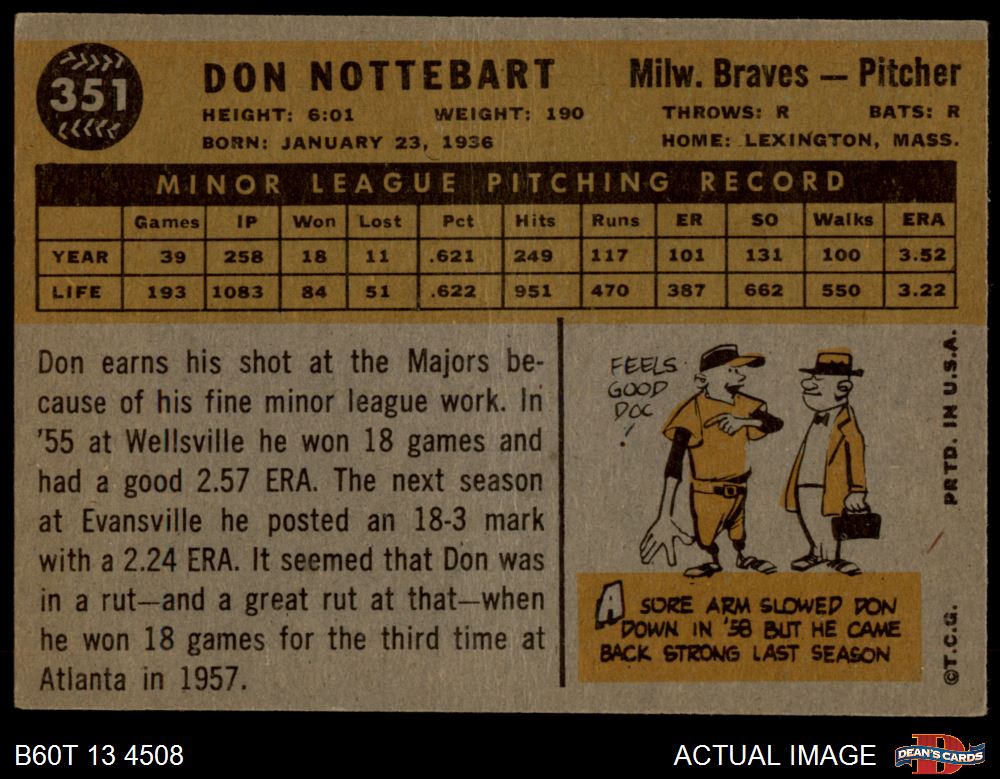 351
DON NOTTEBART
Milw. Braves — Pitcher
HEIGHT: 6:01 WEIGHT: 190 THROWS: R BATS: R
BORN: JANUARY 23, 1936 HOME: LEXINGTON, MASS.
MINOR LEAGUE PITCHING RECORD
Games IP Won Lost Pct Hits Runs ER SO Walks ERA
YEAR 39 258 18 11 .621 249 117 101 131 100 3.52
LIFE 193 1083 84 51 .622 951 470 387 662 550 3.22
Don earns his shot at the Majors be-
cause of his fine minor league work. In
'55 at Wellsville he won 18 games and
had a good 2.57 ERA. The next season
at Evansville he posted an 18-3 mark
with a 2.24 ERA. It seemed that Don was
in a rut—and a great rut at that—when
he won 18 games for the third time at
Atlanta in 1957.
FEELS
GOOD
DOC
!
A SORE ARM SLOWED DON
DOWN IN '58 BUT HE CAME
BACK STRONG LAST SEASON
©T.C.G. PRTD. IN U.S.A.
B60T 13 4508
ACTUAL IMAGE
DEAN'S CARDS